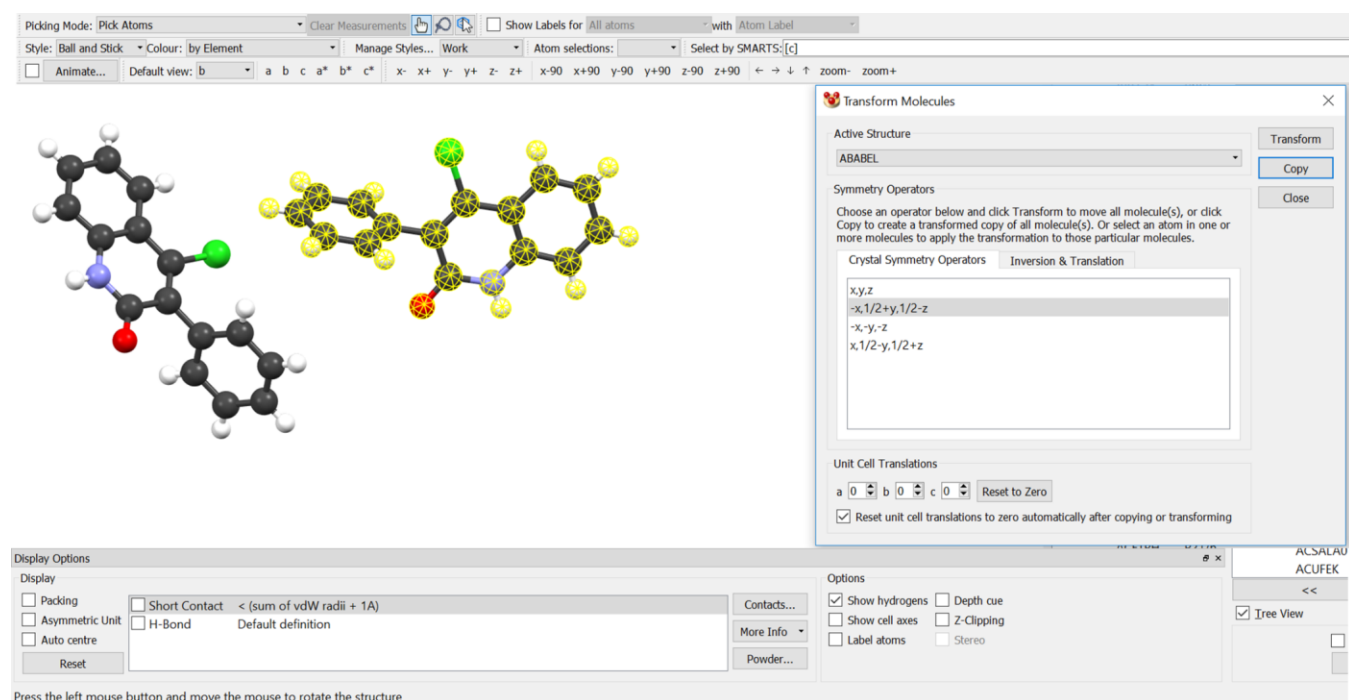 Picking Mode: Pick Atoms Clear Measurements Show Labels for All atoms with Atom Label
Style: Ball and Stick Colour: by Element Manage Styles... Work Atom selections: Select by SMARTS: [c]
Animate... Default view: b a b c a* b* c* x- x+ y- y+ z- z+ x-90 x+90 y-90 y+90 z-90 z+90 ← → ↓ ↑ zoom- zoom+
Transform Molecules
Active Structure
ABABEL
Transform
Copy
Close
Symmetry Operators
Choose an operator below and click Transform to move all molecule(s), or click
Copy to create a transformed copy of all molecule(s). Or select an atom in one or
more molecules to apply the transformation to those particular molecules.
Crystal Symmetry Operators Inversion & Translation
x,y,z
-x,1/2+y,1/2-z
-x,-y,-z
x,1/2-y,1/2+z
Unit Cell Translations
a 0 b 0 c 0 Reset to Zero
Reset unit cell translations to zero automatically after copying or transforming
Display Options
Display
Packing
Asymmetric Unit
Auto centre
Reset
Short Contact < (sum of vdW radii + 1A)
H-Bond Default definition
Contacts...
More Info
Powder...
Options
Show hydrogens Depth cue
Show cell axes Z-Clipping
Label atoms Stereo
ACSALAU
ACUFEK
<<
Tree View
Press the left mouse button and move the mouse to rotate the structure